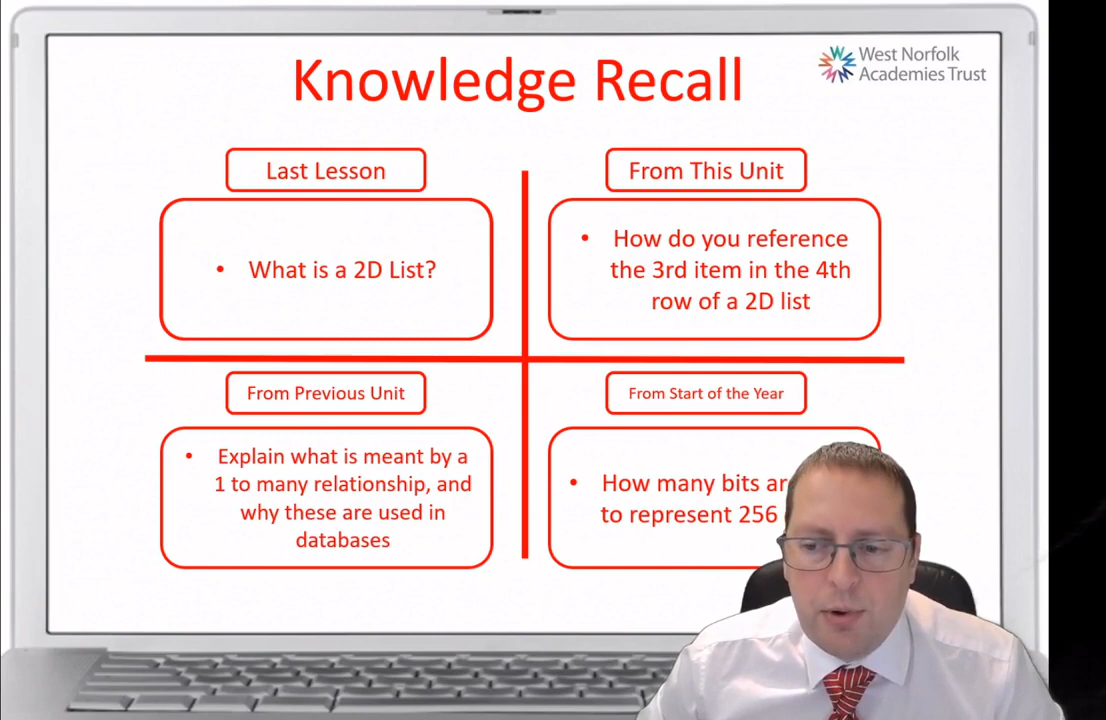 Knowledge Recall
West Norfolk
Academies Trust
Last Lesson
• What is a 2D List?
From This Unit
• How do you reference
the 3rd item in the 4th
row of a 2D list
From Previous Unit
• Explain what is meant by a
1 to many relationship, and
why these are used in
databases
From Start of the Year
• How many bits
to represent 256